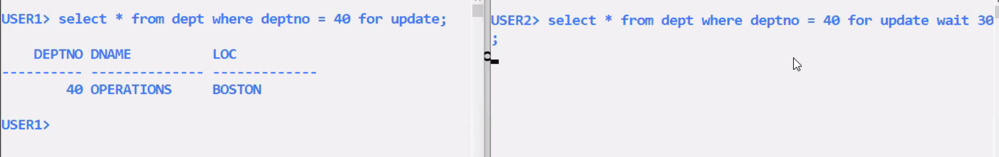 USER1> select * from dept where deptno = 40 for update;
    DEPTNO DNAME          LOC
---------- -------------- -------------
        40 OPERATIONS     BOSTON
USER1>
USER2> select * from dept where deptno = 40 for update wait 30
;